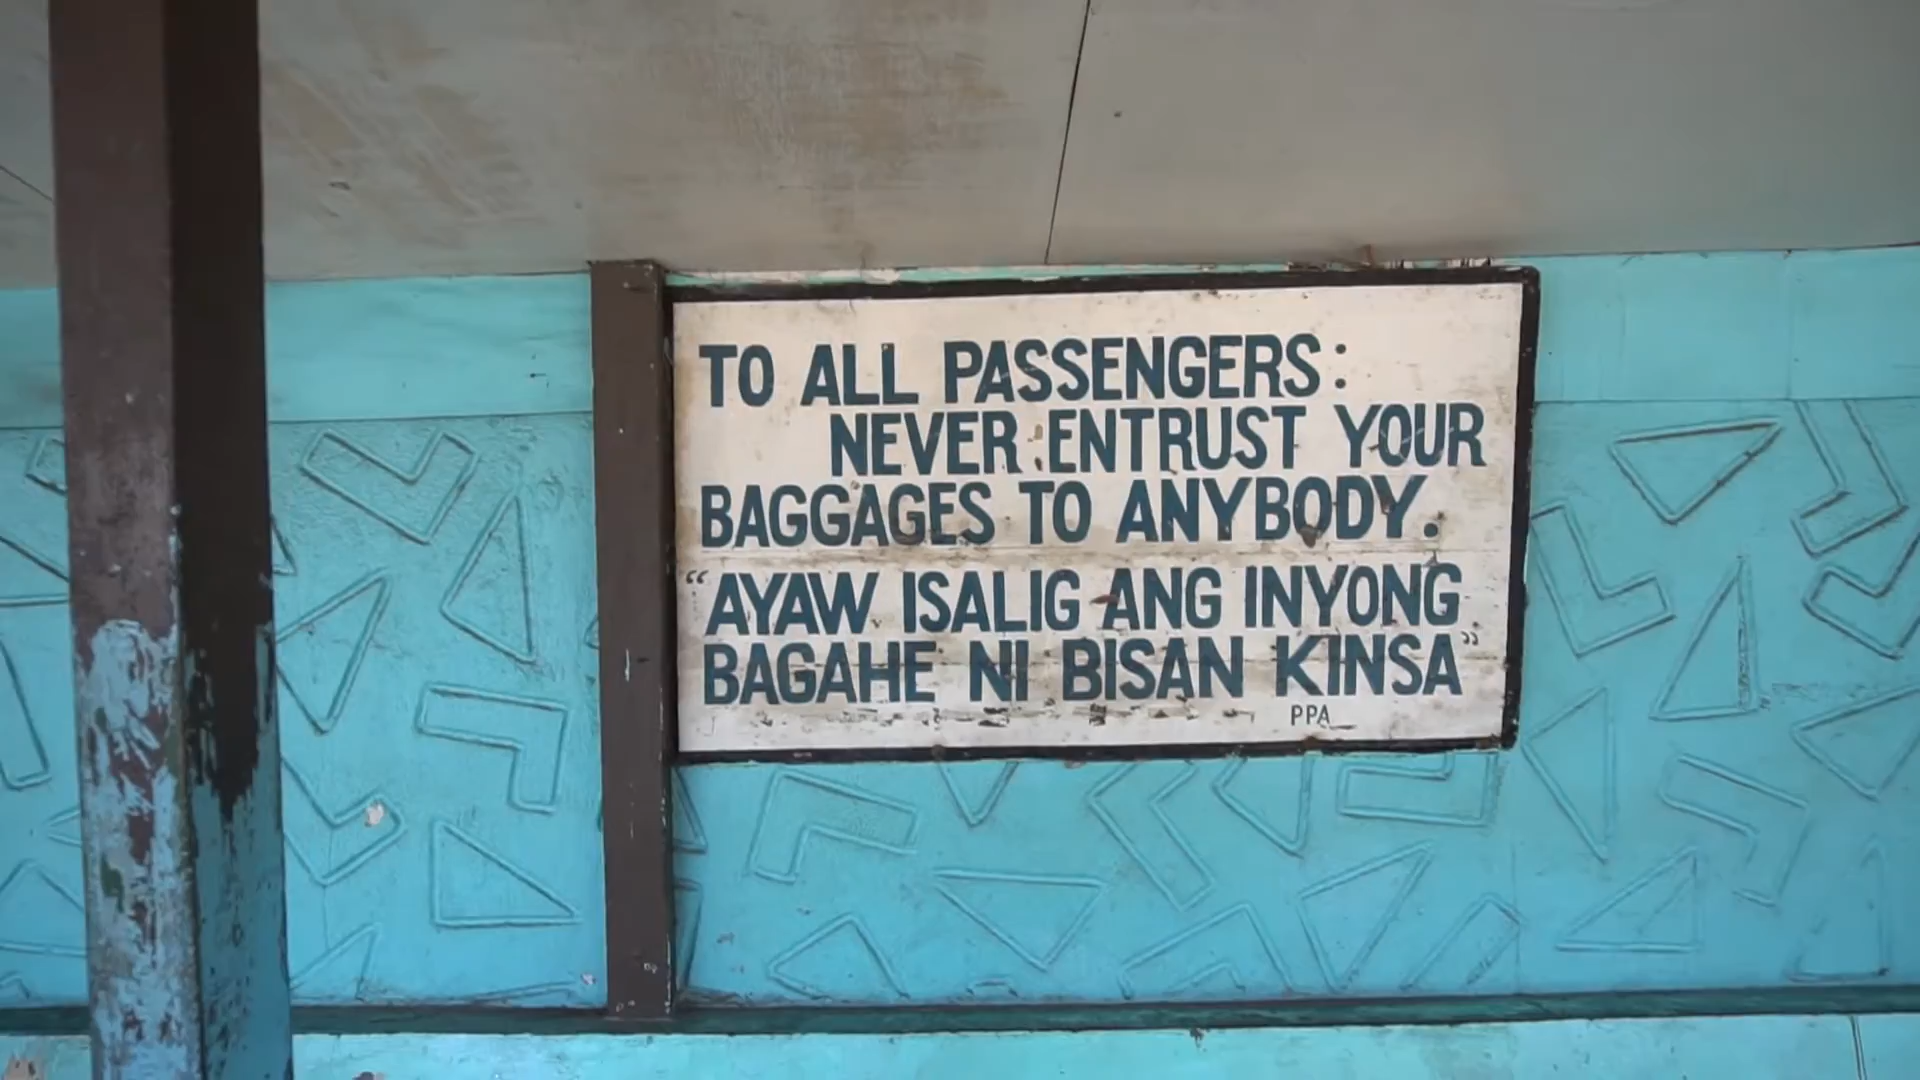 TO ALL PASSENGERS:
NEVER ENTRUST YOUR
BAGGAGES TO ANYBODY.
“AYAW ISALIG ANG INYONG
BAGAHE NI BISAN KINSA”
PPA